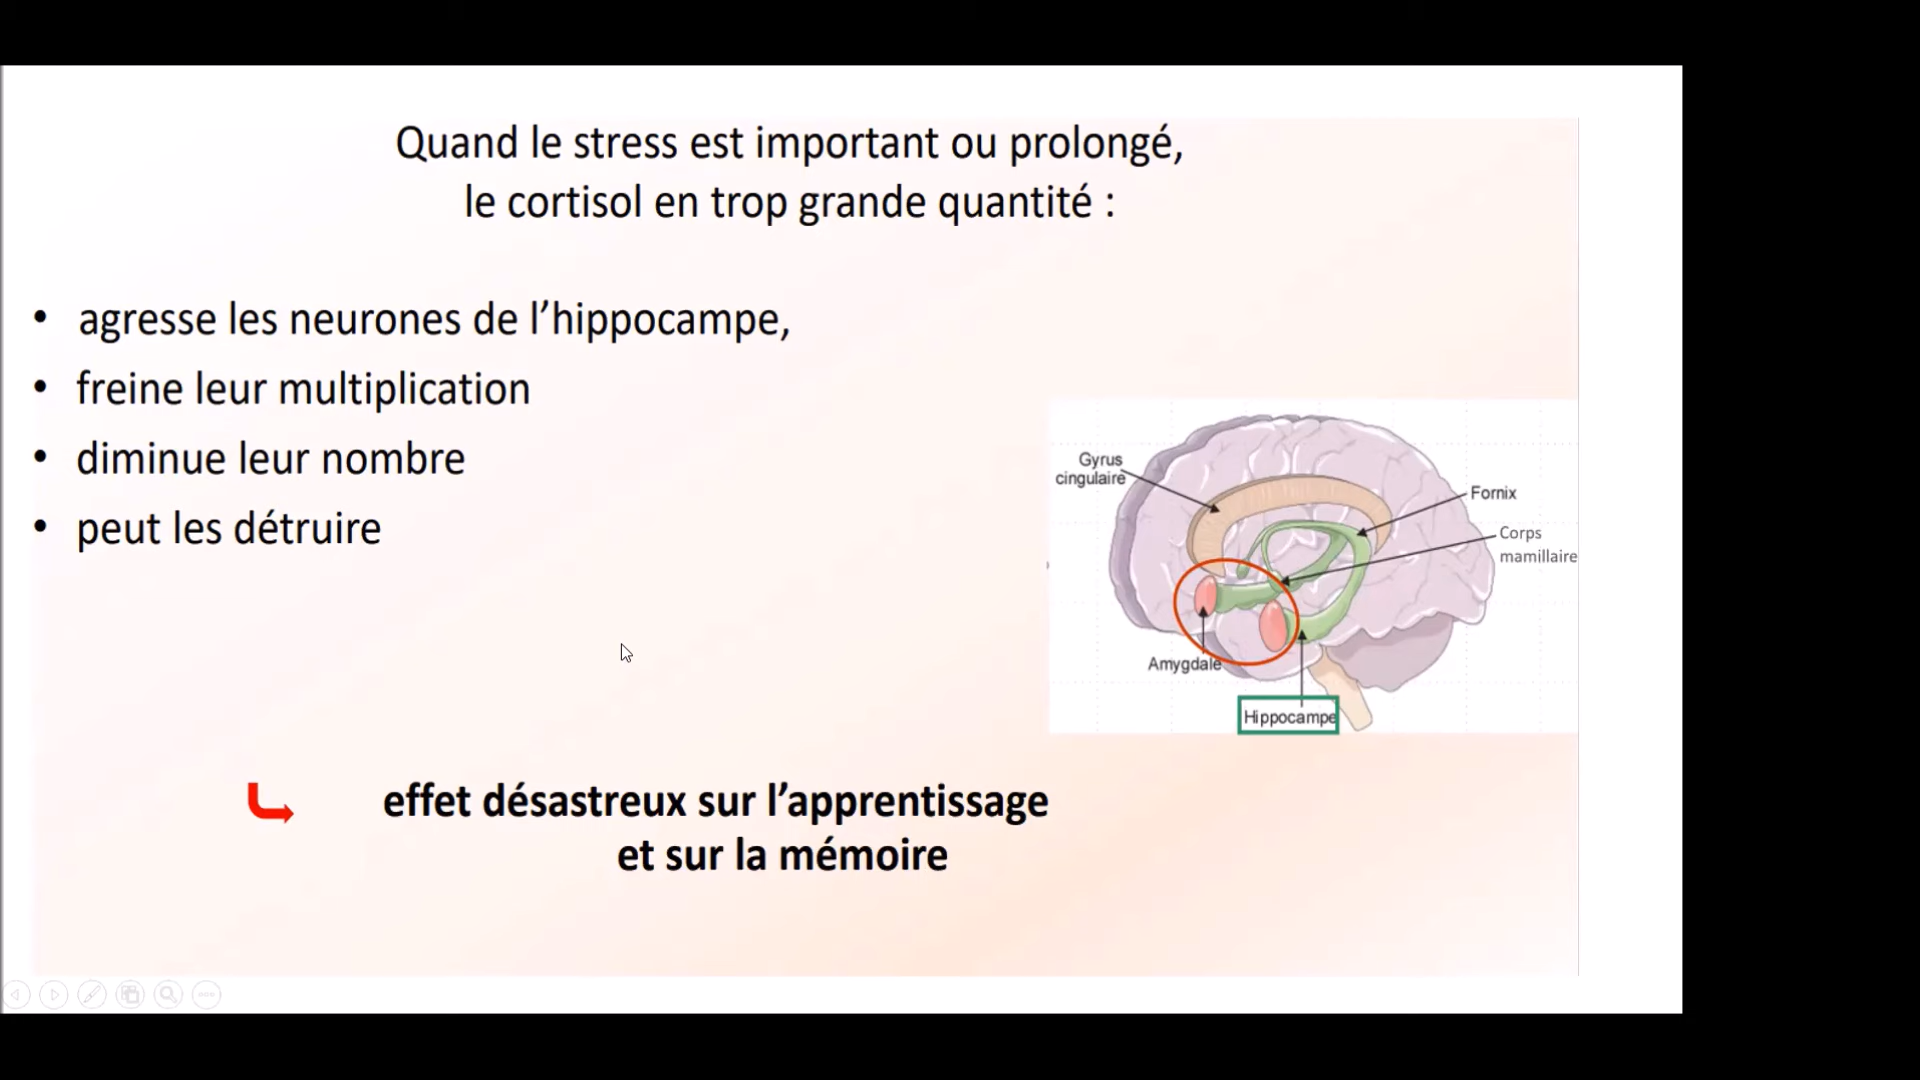 Quand le stress est important ou prolongé,
le cortisol en trop grande quantité :
• agresse les neurones de l’hippocampe,
• freine leur multiplication
• diminue leur nombre
• peut les détruire
Gyrus
cingulaire
Fornix
Corps
mamillaire
Amygdale
Hippocampe
effet désastreux sur l’apprentissage
et sur la mémoire